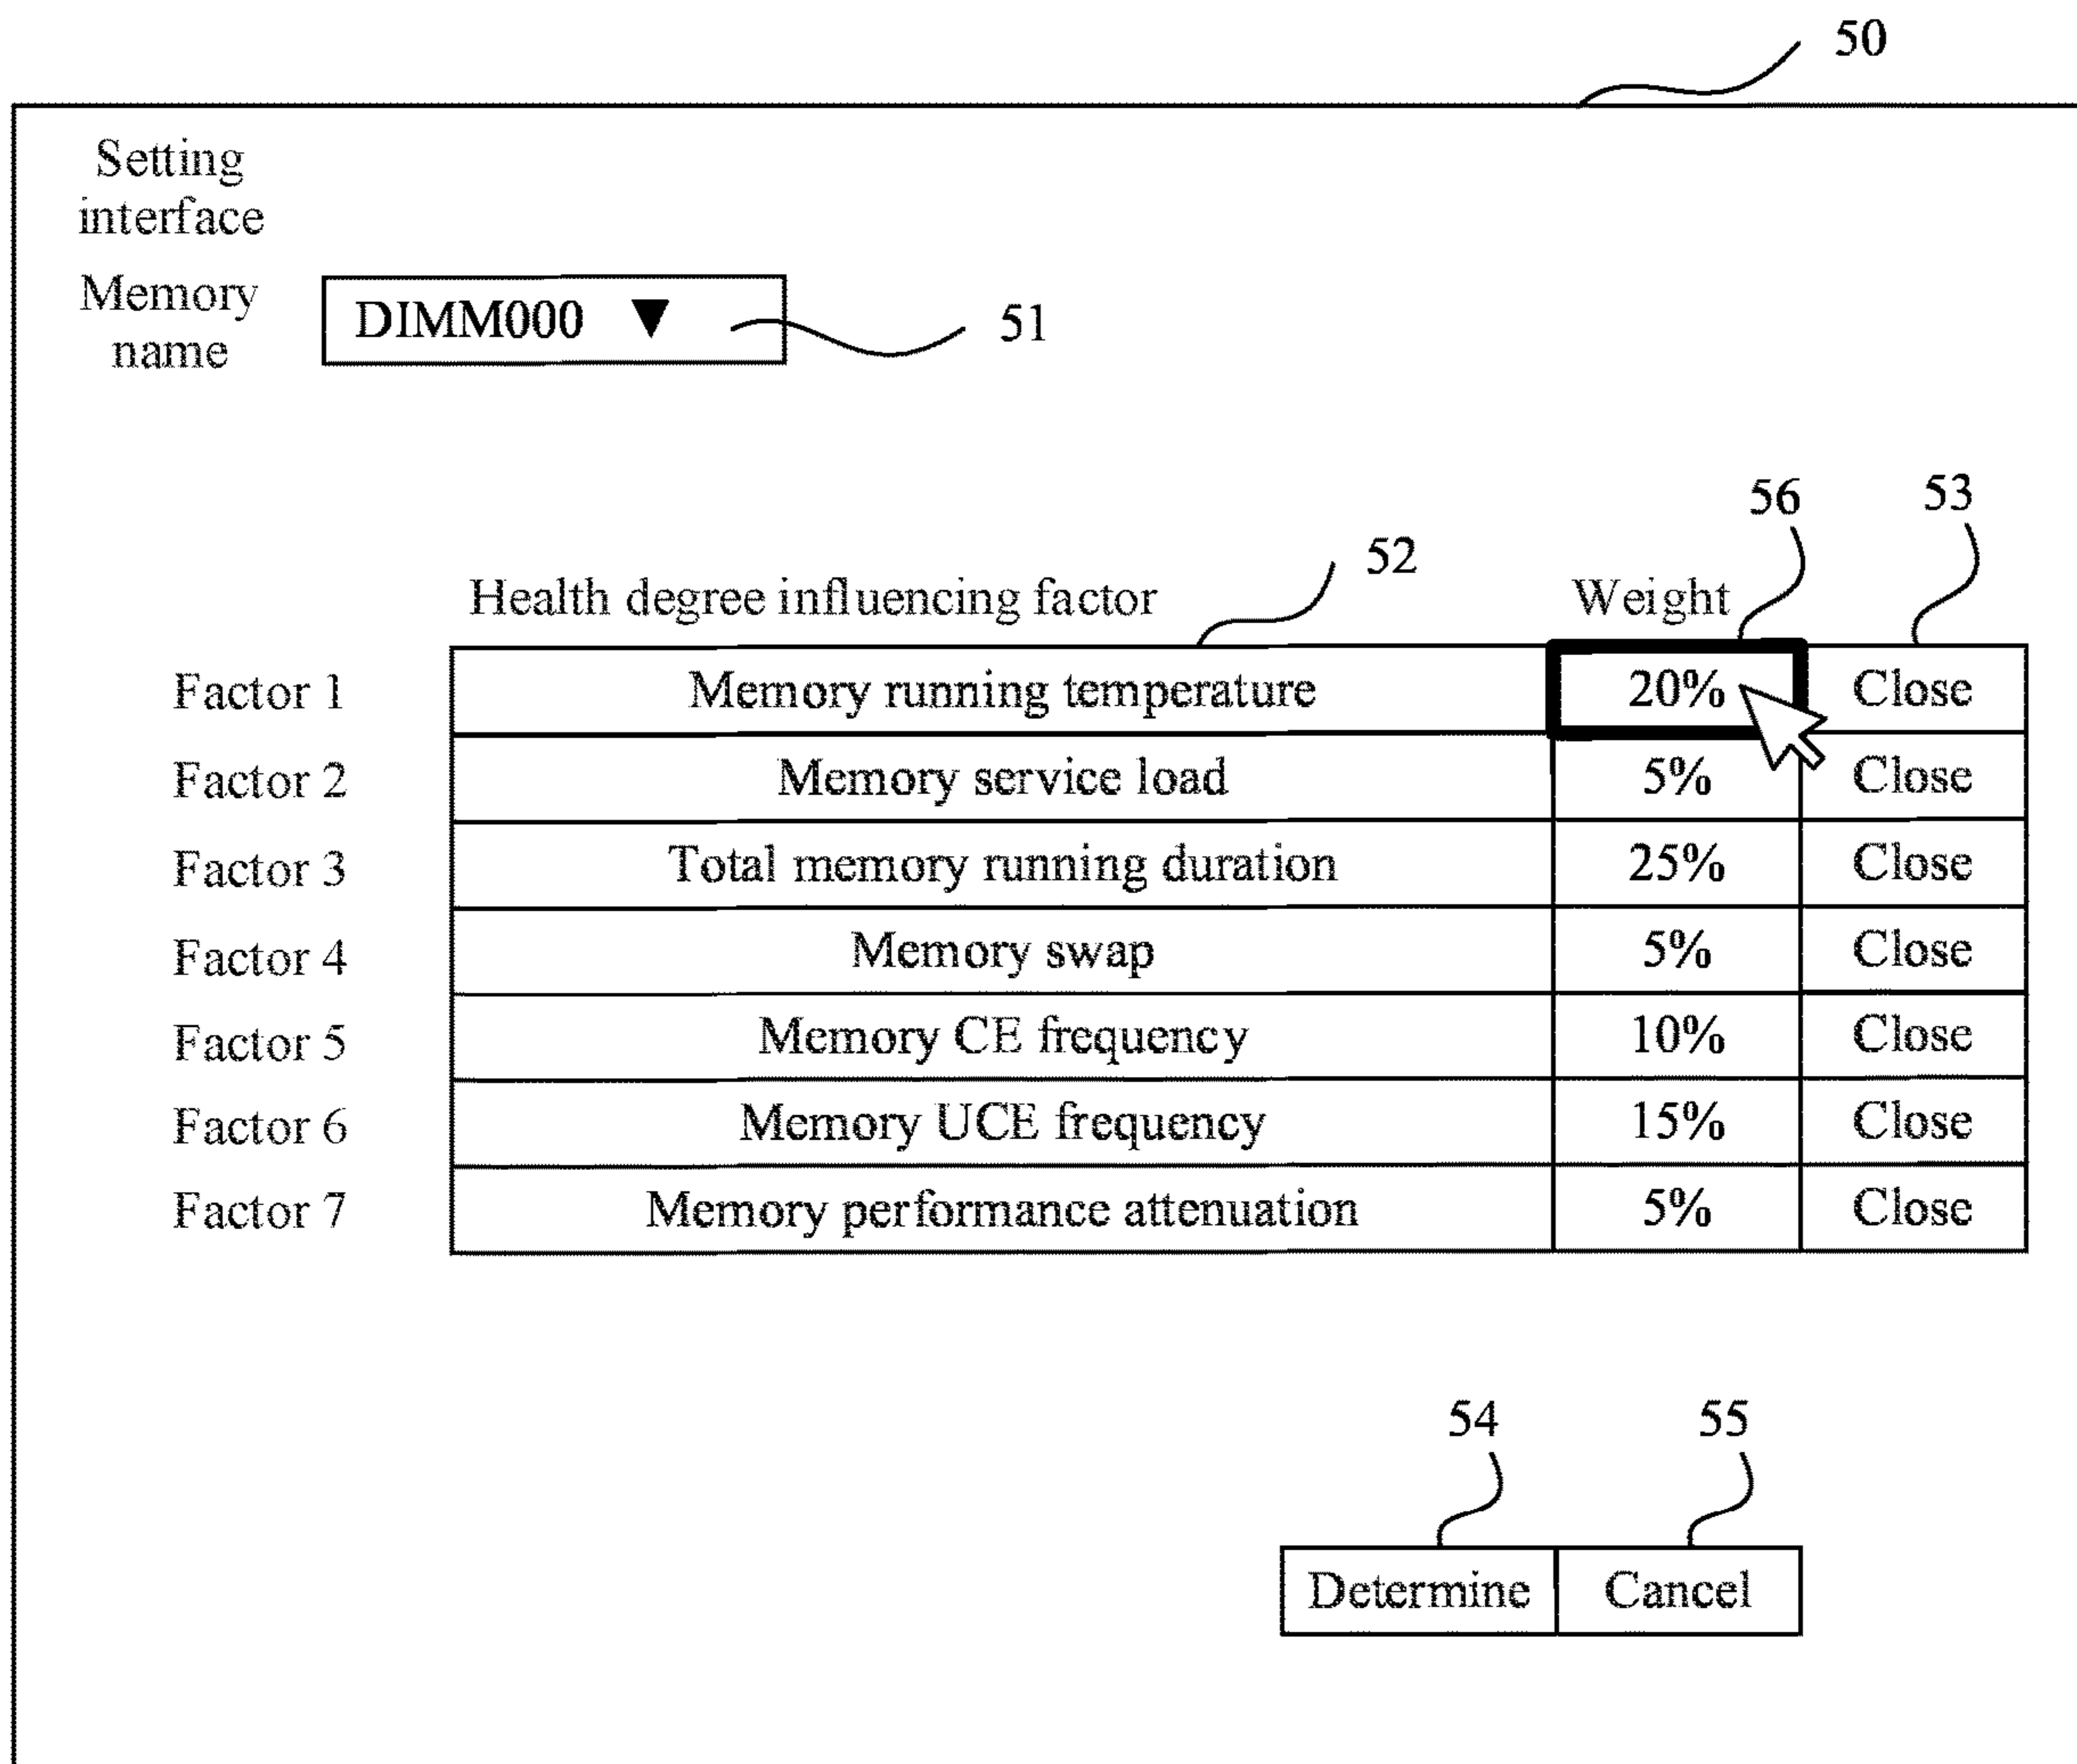 50
Setting
interface
Memory
name
DIMM000 ▼
51
56
53
52
Health degree influencing factor
Weight
Factor 1 Memory running temperature 20% Close
Factor 2 Memory service load 5% Close
Factor 3 Total memory running duration 25% Close
Factor 4 Memory swap 5% Close
Factor 5 Memory CE frequency 10% Close
Factor 6 Memory UCE frequency 15% Close
Factor 7 Memory performance attenuation 5% Close
54
55
Determine Cancel